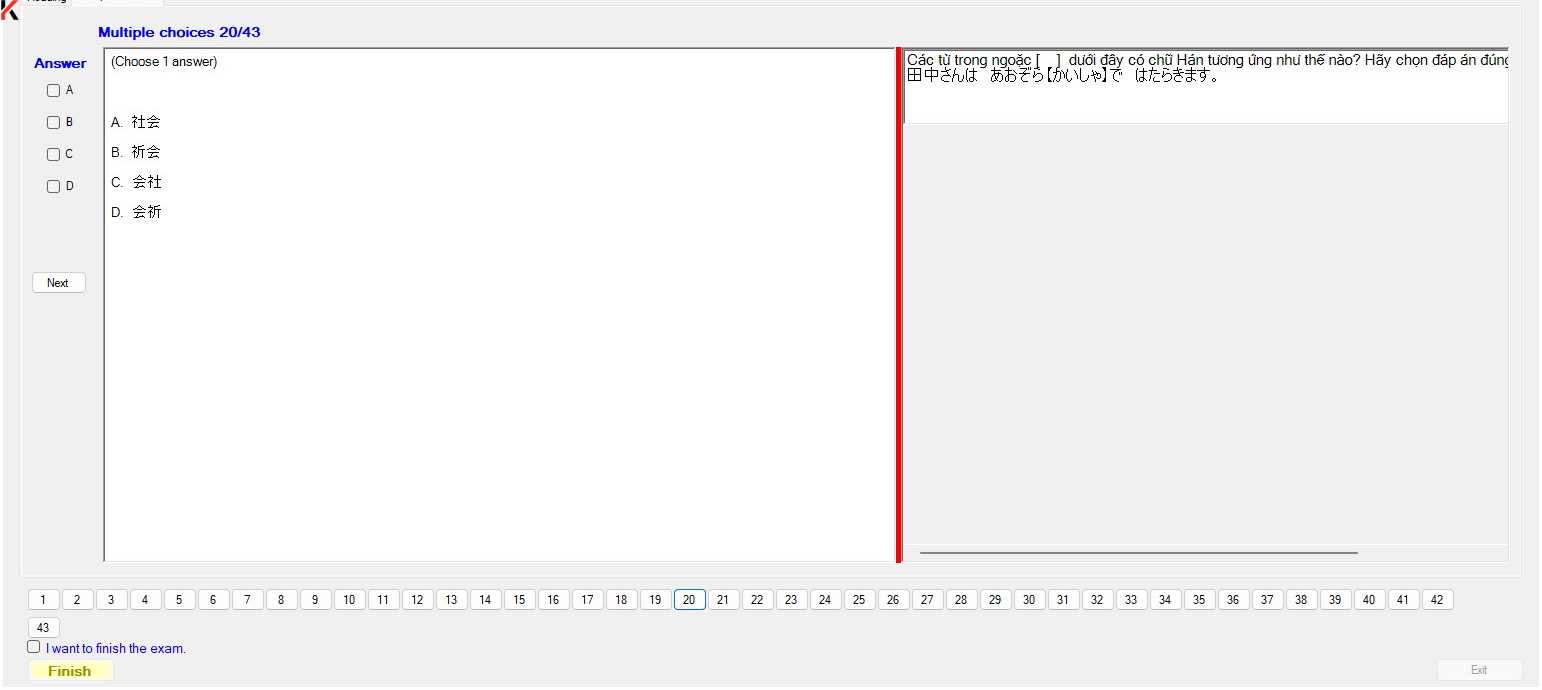 Multiple choices 20/43
Answer
A
B
C
D
Next
(Choose 1 answer)
A. 社会
B. 祈会
C. 会社
D. 会祈
Các từ trong ngoặc [ ] dưới đây có chữ Hán tương ứng như thế nào? Hãy chọn đáp án đúng
田中さんは あおぞら【かいしゃ】で はたらきます。
1 2 3 4 5 6 7 8 9 10 11 12 13 14 15 16 17 18 19 20 21 22 23 24 25 26 27 28 29 30 31 32 33 34 35 36 37 38 39 40 41 42
43
I want to finish the exam.
Finish
Exit